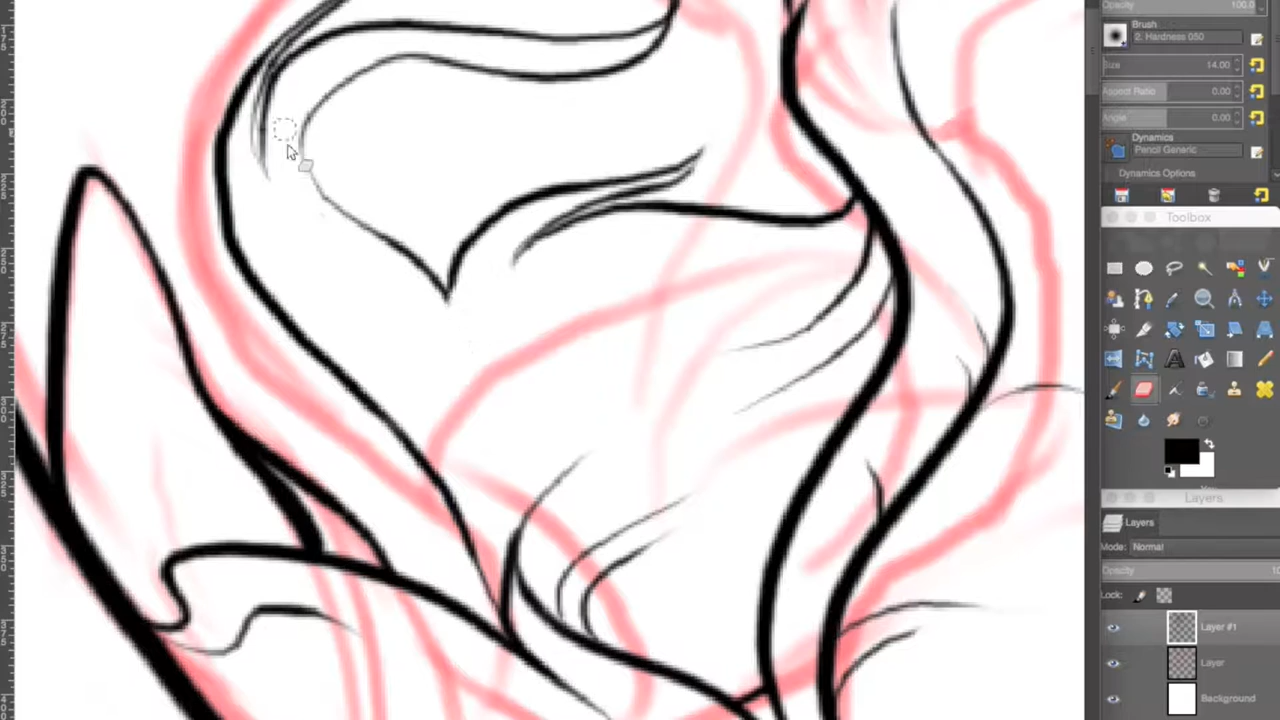 Opacity 100.0
Brush
2. Hardness 050
Size 14.00
Aspect Ratio 0.00
Angle 0.00
Dynamics
Pencil Generic
Dynamics Options
Toolbox
Layers
Layers
Mode: Normal
Opacity 10
Lock:
Layer #1
Layer
Background